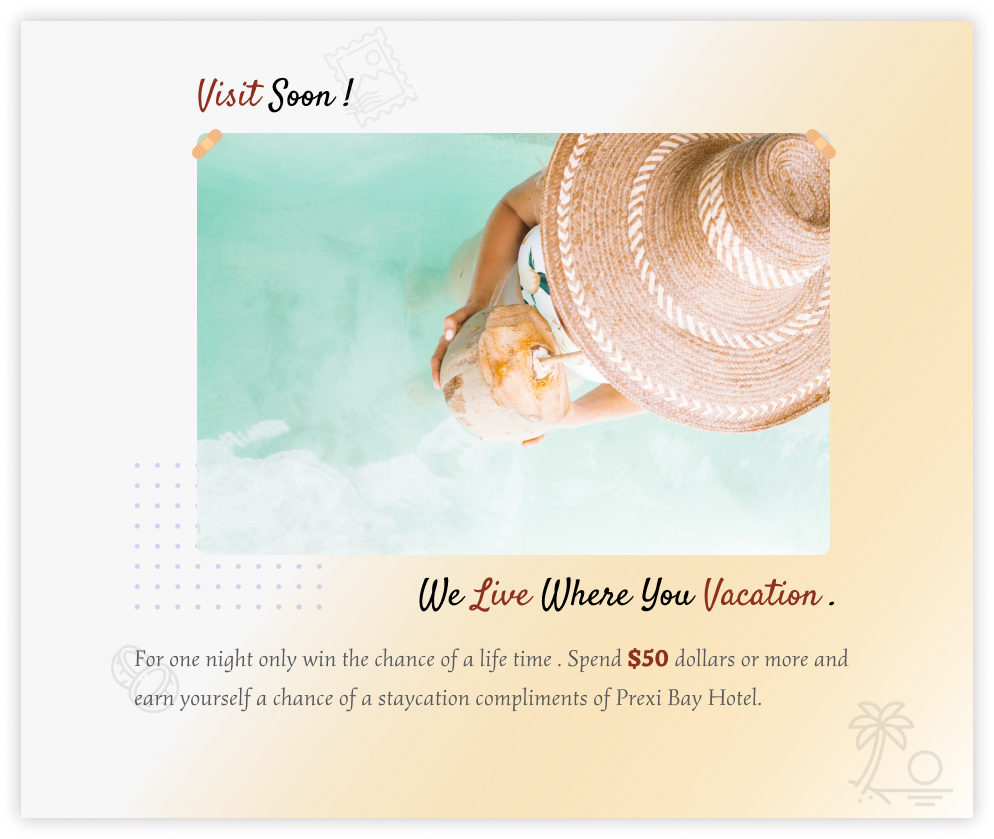 Visit Soon !
We Live Where You Vacation .
For one night only win the chance of a life time . Spend $50 dollars or more and
earn yourself a chance of a staycation compliments of Prexi Bay Hotel.